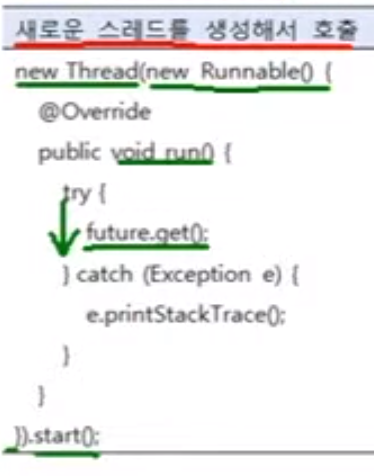 새로운 스레드를 생성해서 호출
new Thread(new Runnable() {
@Override
public void run() {
try {
future.get();
} catch (Exception e) {
e.printStackTrace();
}
}
}).start();